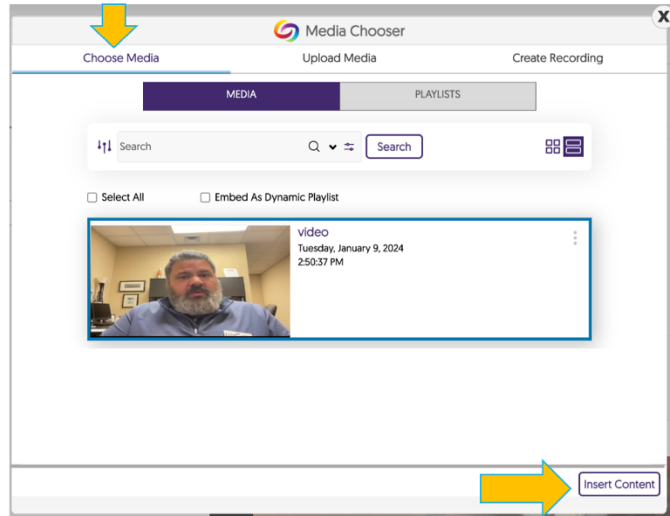 X
Media Chooser
Choose Media Upload Media Create Recording
MEDIA PLAYLISTS
Search Search
Select All Embed As Dynamic Playlist
video
Tuesday, January 9, 2024
2:50:37 PM
Insert Content